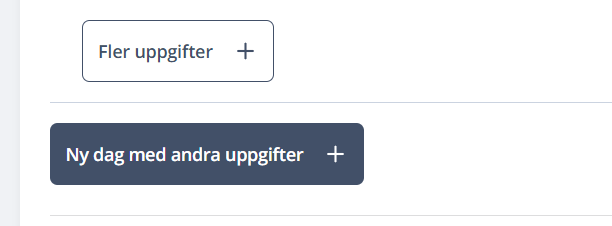 Fler uppgifter +
Ny dag med andra uppgifter +